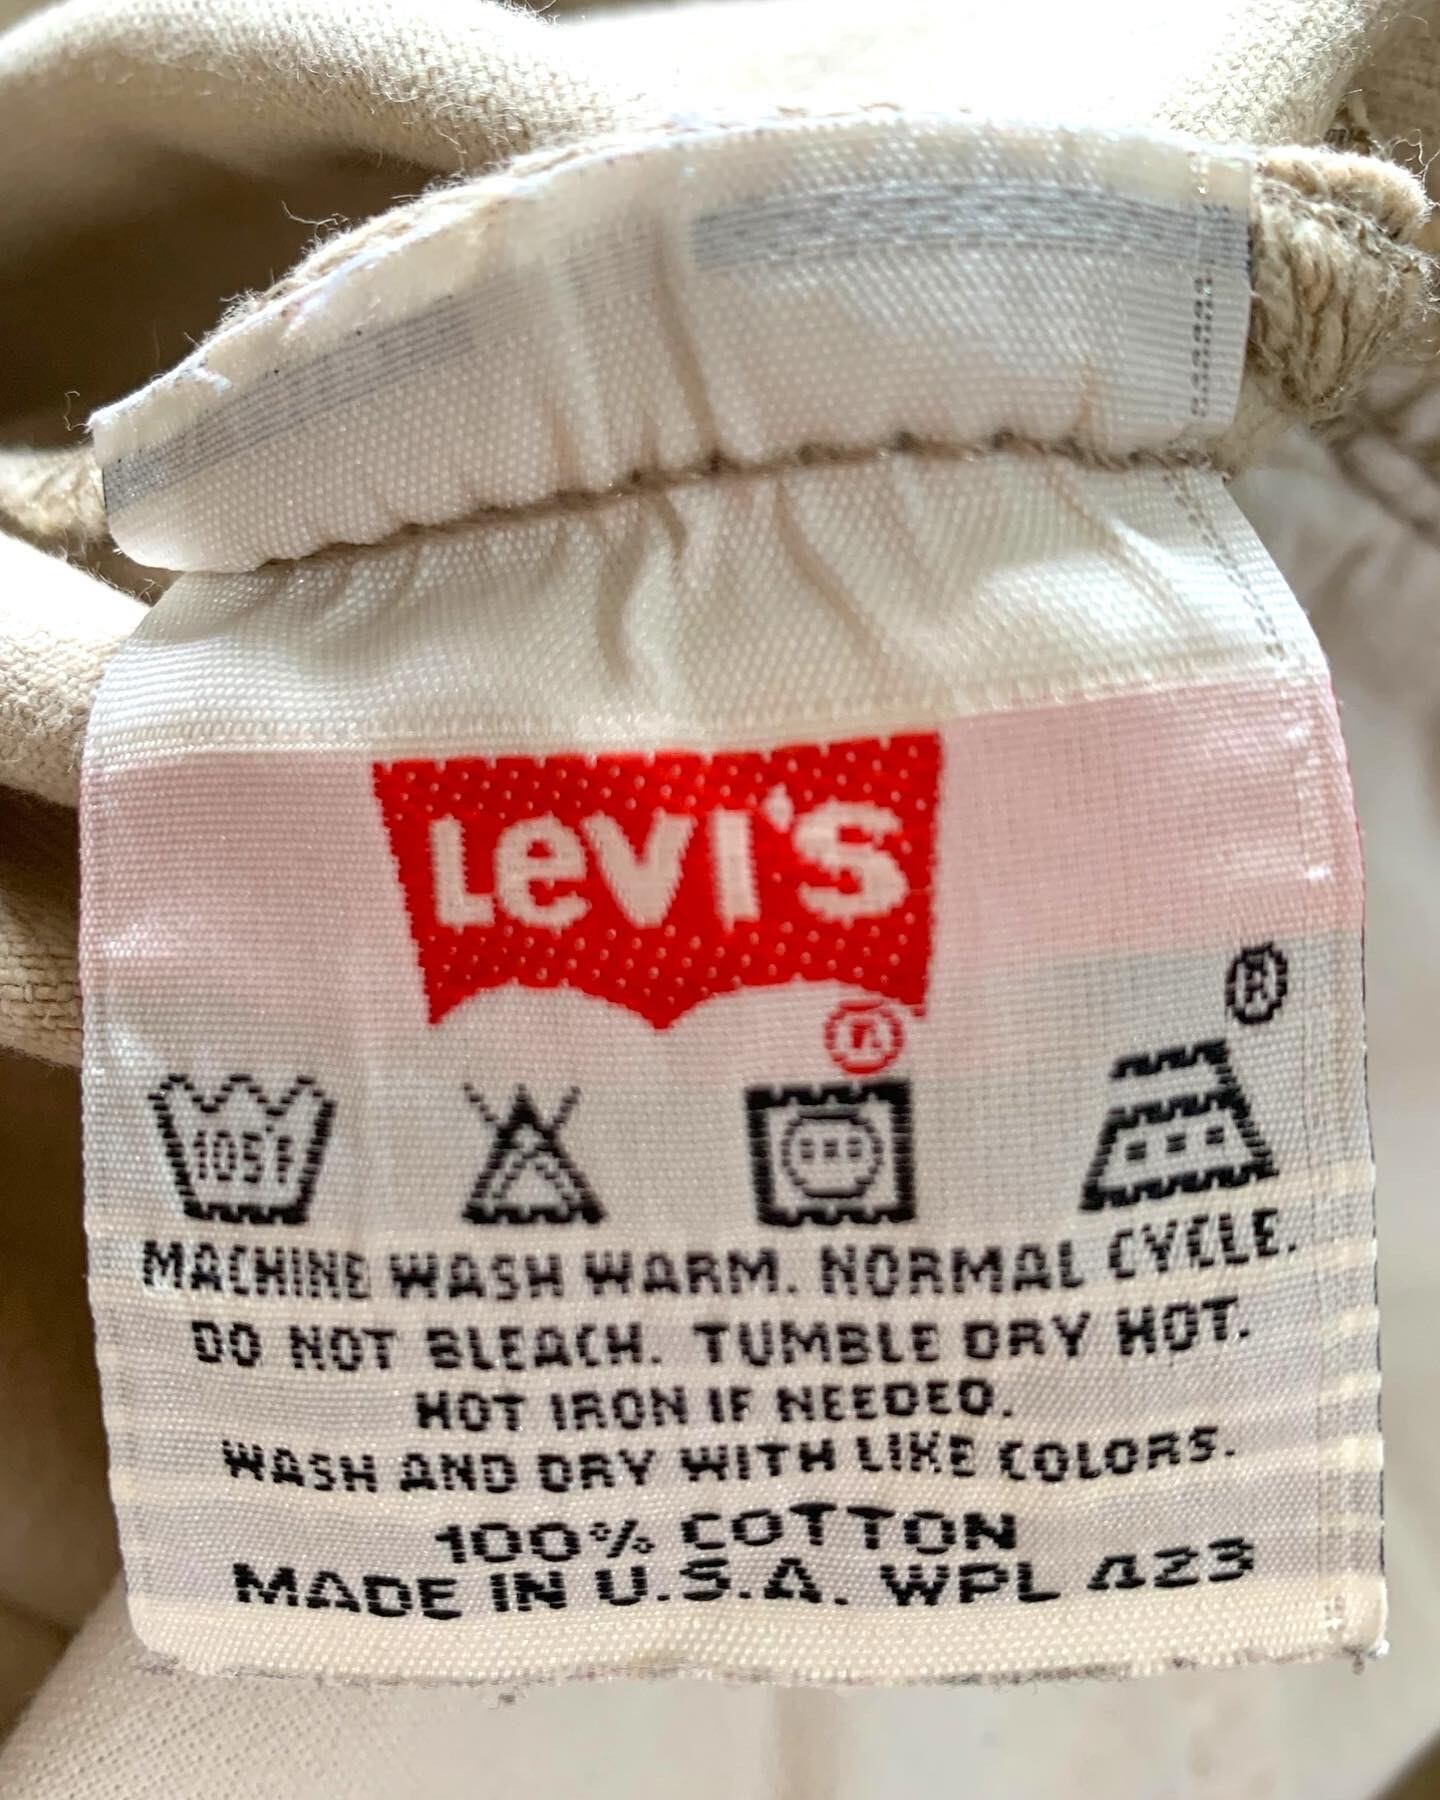 LEVI'S
®
®
105°F
MACHINE WASH WARM. NORMAL CYCLE.
DO NOT BLEACH. TUMBLE DRY HOT.
HOT IRON IF NEEDED.
WASH AND DRY WITH LIKE COLORS.
100% COTTON
MADE IN U.S.A. WPL 423